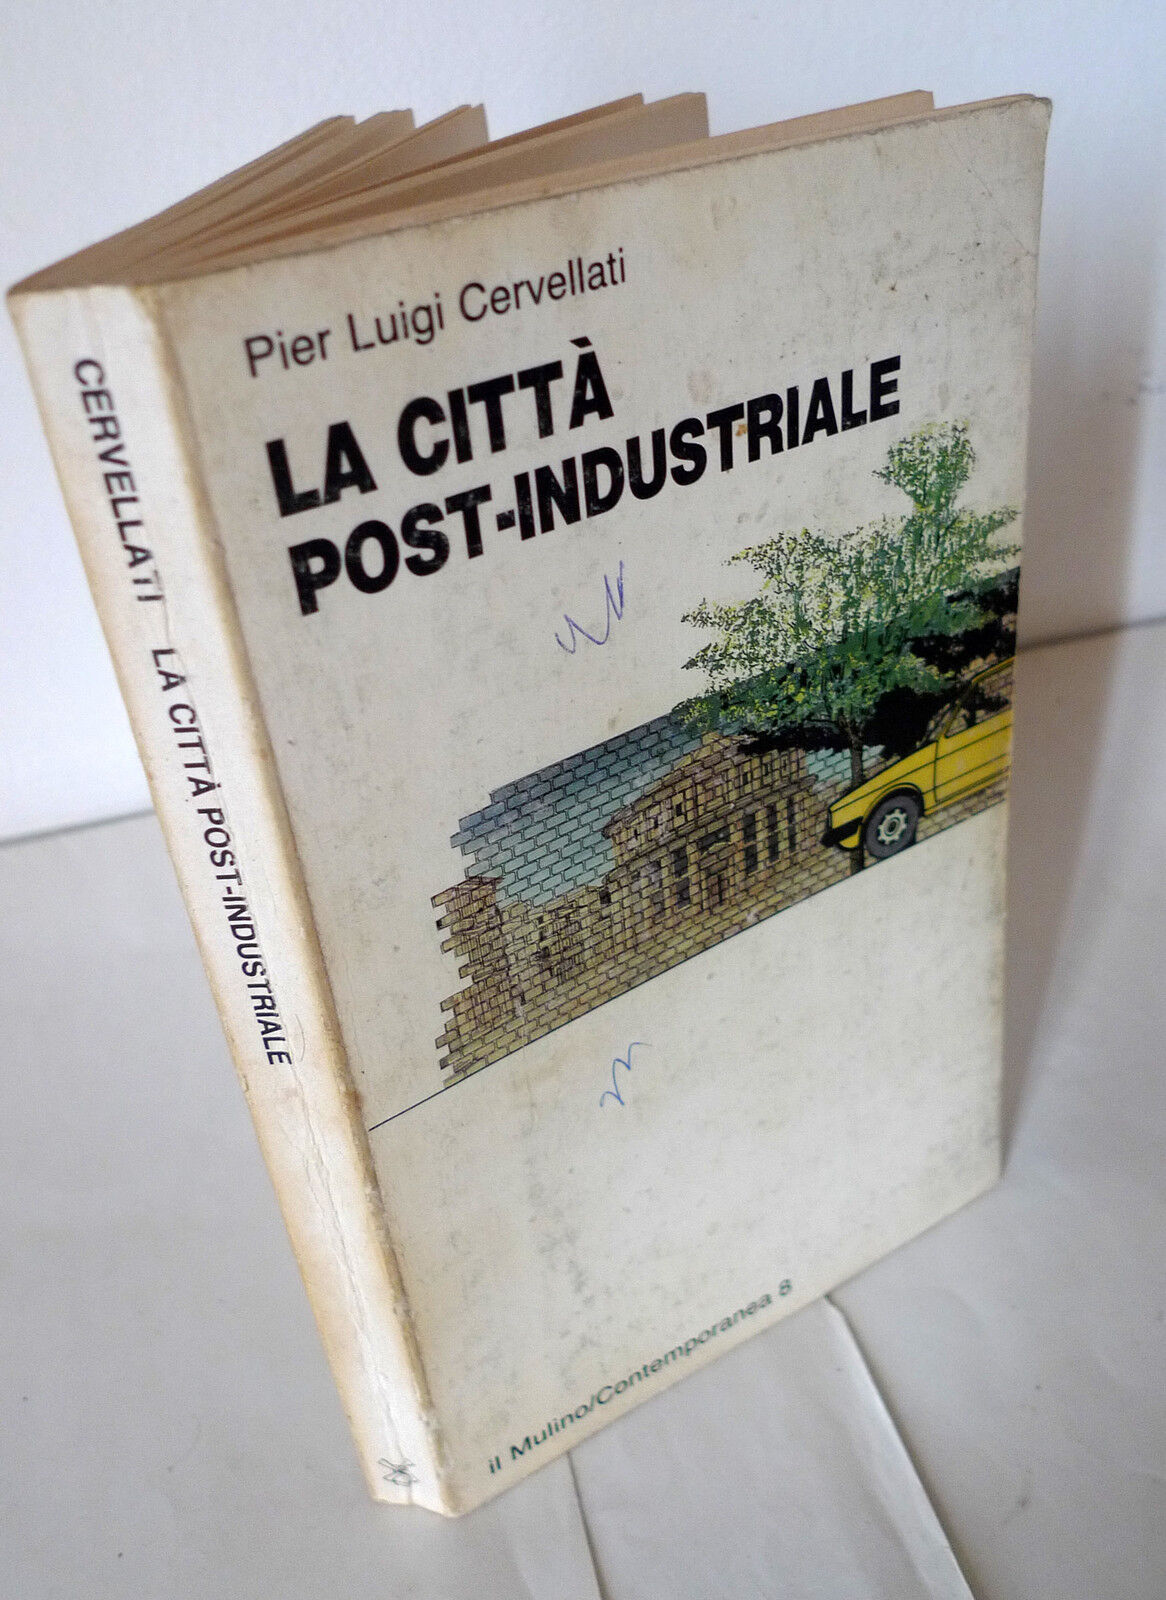 Pier Luigi Cervellati
LA CITTÀ
POST-INDUSTRIALE
il Mulino/Contemporanea 8
CERVELLATI LA CITTÀ POST-INDUSTRIALE